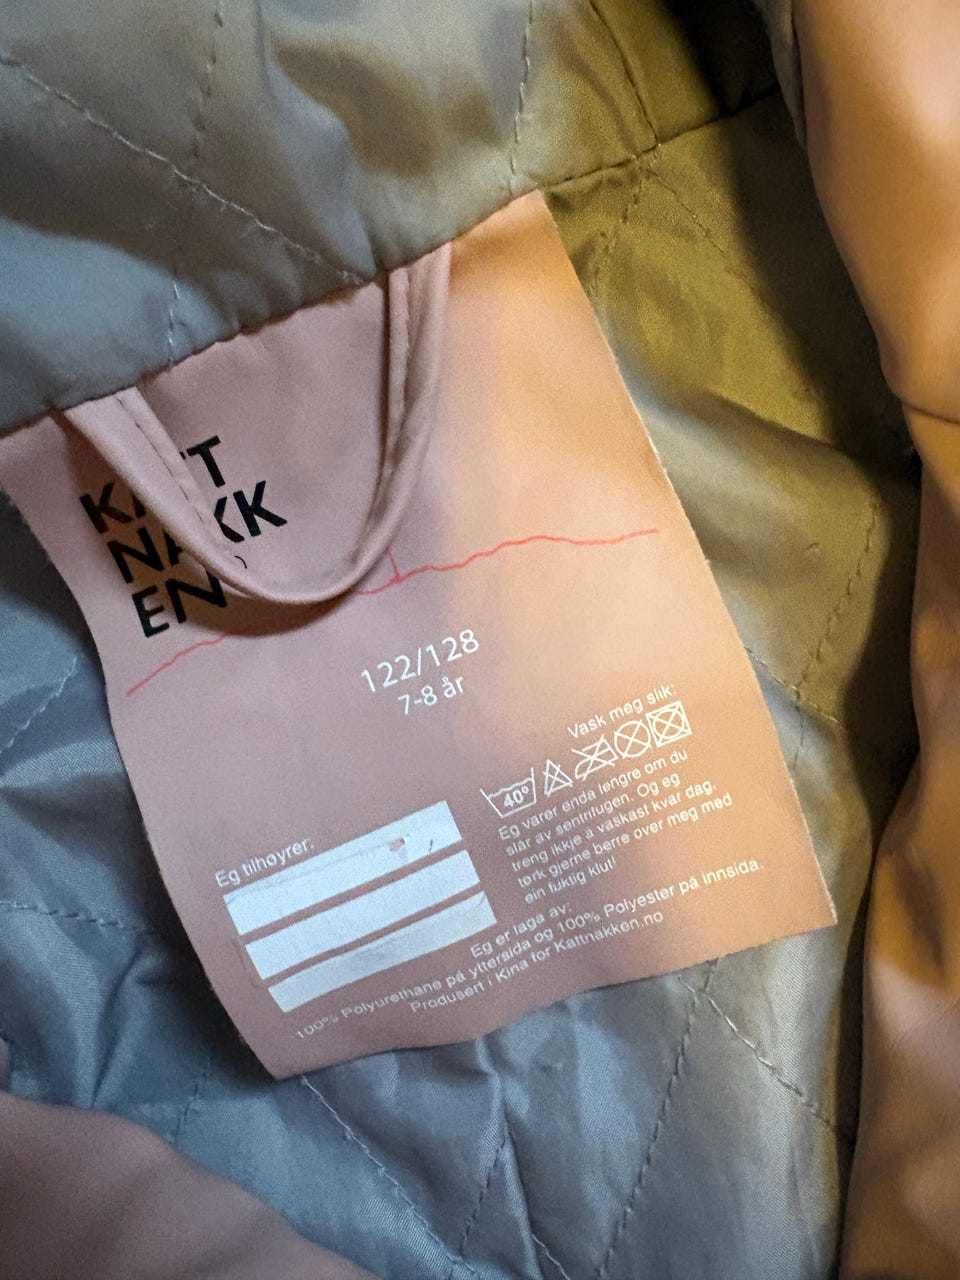 KATT
NAKK
EN
122/128
7-8 år
Vask meg slik:
40°
Eg varer enda lengre om du
slår av sentrifugen. Og eg
treng ikkje å vaskast kvar dag,
tørk gjerne berre over meg med
ein fuktig klut!
Eg tilhøyrer:
Eg er laga av:
100% Polyurethane på yttersida og 100% Polyester på innsida.
Produsert i Kina for Kattnakken.no